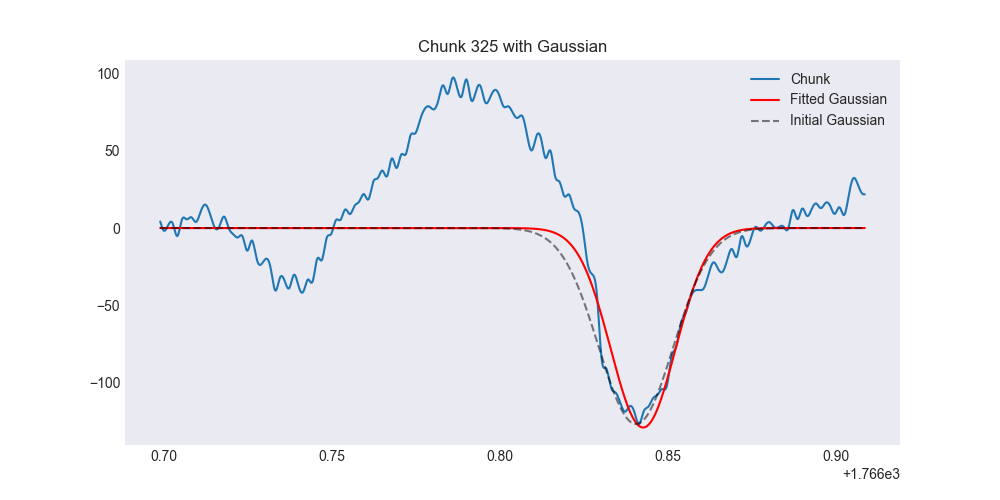 Chunk 325 with Gaussian
Chunk
Fitted Gaussian
Initial Gaussian
100
50
0
−50
−100
0.70 0.75 0.80 0.85 0.90
+1.766e3